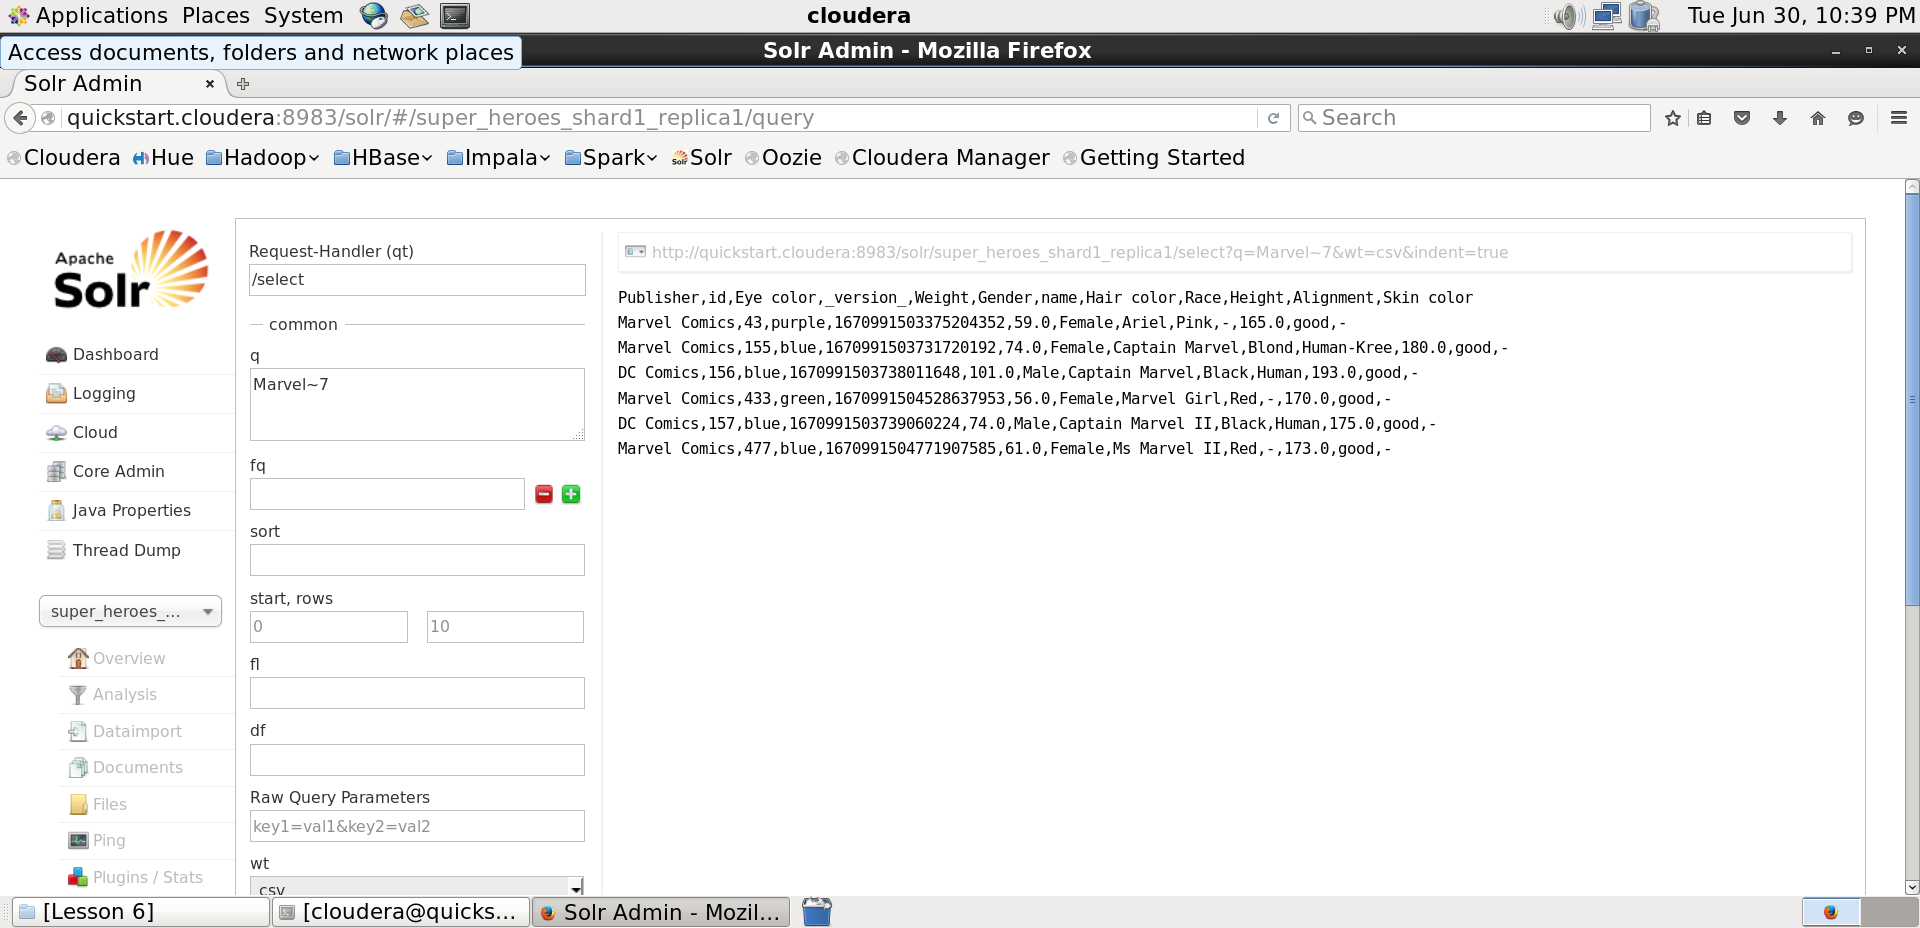 Applications Places System
cloudera
Tue Jun 30, 10:39 PM
Access documents, folders and network places
Solr Admin - Mozilla Firefox
Solr Admin
quickstart.cloudera:8983/solr/#/super_heroes_shard1_replica1/query
Search
Cloudera Hue Hadoop HBase Impala Spark Solr Oozie Cloudera Manager Getting Started
Apache
Solr
Dashboard
Logging
Cloud
Core Admin
Java Properties
Thread Dump
super_heroes_...
Overview
Analysis
Dataimport
Documents
Files
Ping
Plugins / Stats
Request-Handler (qt)
/select
common
q
Marvel~7
fq
sort
start, rows
0
10
fl
df
Raw Query Parameters
key1=val1&key2=val2
wt
csv
http://quickstart.cloudera:8983/solr/super_heroes_shard1_replica1/select?q=Marvel~7&wt=csv&indent=true
Publisher,id,Eye color,_version_,Weight,Gender,name,Hair color,Race,Height,Alignment,Skin color
Marvel Comics,43,purple,1670991503375204352,59.0,Female,Ariel,Pink,-,165.0,good,-
Marvel Comics,155,blue,1670991503731720192,74.0,Female,Captain Marvel,Blond,Human-Kree,180.0,good,-
DC Comics,156,blue,1670991503738011648,101.0,Male,Captain Marvel,Black,Human,193.0,good,-
Marvel Comics,433,green,1670991504528637953,56.0,Female,Marvel Girl,Red,-,170.0,good,-
DC Comics,157,blue,1670991503739060224,74.0,Male,Captain Marvel II,Black,Human,175.0,good,-
Marvel Comics,477,blue,1670991504771907585,61.0,Female,Ms Marvel II,Red,-,173.0,good,-
[Lesson 6]
[cloudera@quicks...
Solr Admin - Mozil...